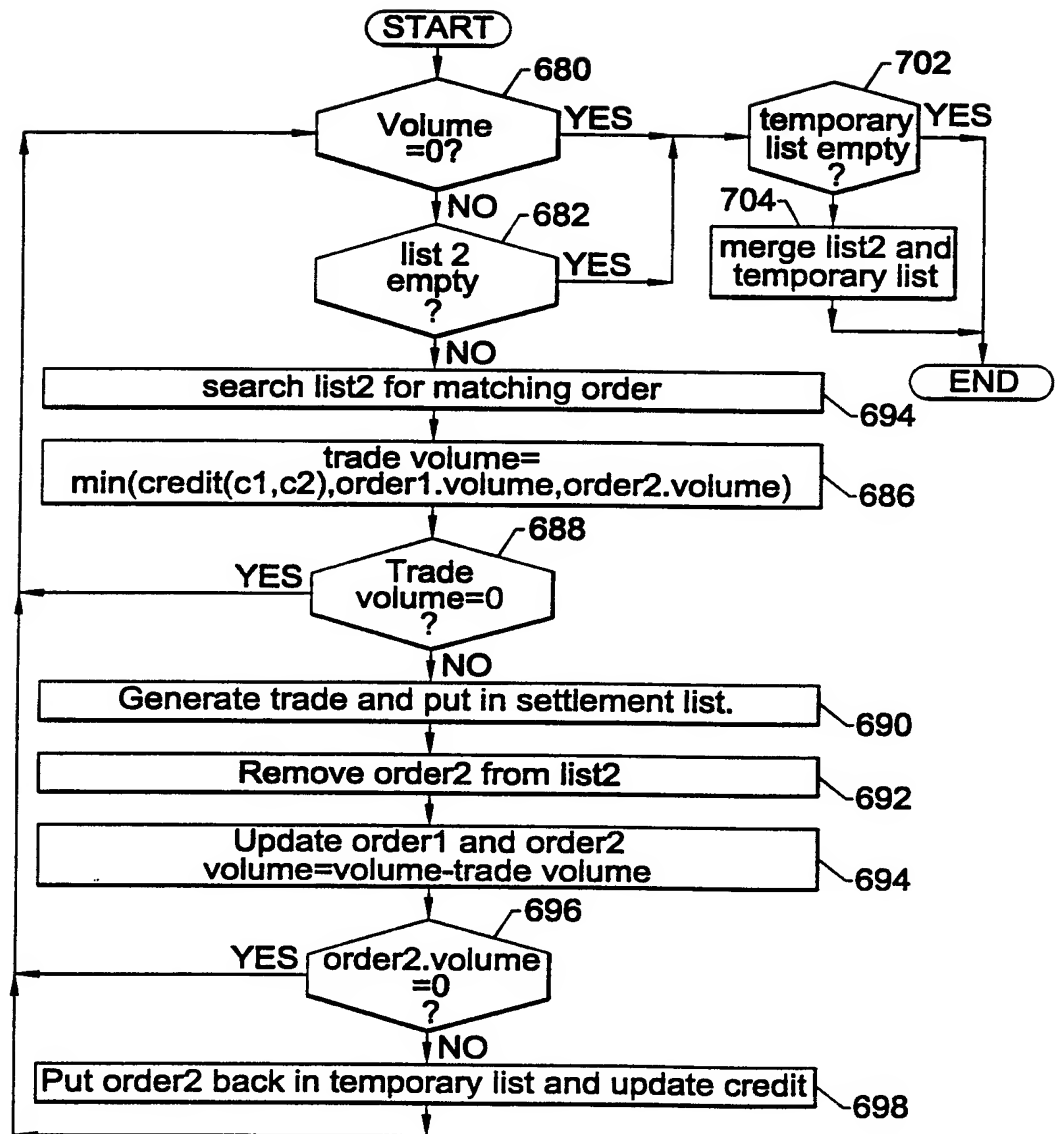 START
680
Volume
=0?
YES
NO
702
temporary
list empty
?
YES
682
list 2
empty
?
YES
NO
704
merge list2 and
temporary list
END
search list2 for matching order
694
trade volume=
min(credit(c1,c2),order1.volume,order2.volume)
686
688
Trade
volume=0
?
YES
NO
Generate trade and put in settlement list.
690
Remove order2 from list2
692
Update order1 and order2
volume=volume-trade volume
694
696
order2.volume
=0
?
YES
NO
Put order2 back in temporary list and update credit
698